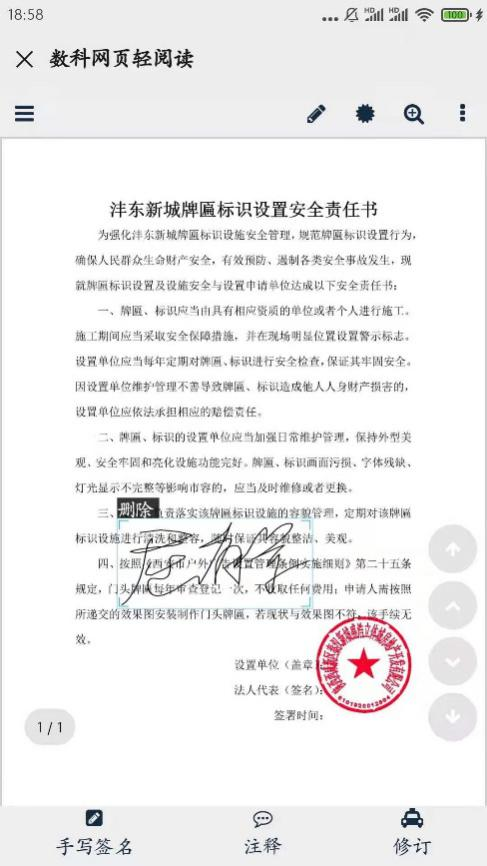 18:58
HD
HD
100
数科网页轻阅读
沣东新城牌匾标识设置安全责任书
为强化沣东新城牌匾标识设施安全管理，规范牌匾标识设置行为，
确保人民群众生命财产安全，有效预防、遏制各类安全事故发生，现
就牌匾标识设置及设施安全与设置申请单位达成以下安全责任书：
一、牌匾、标识应当由具有相应资质的单位或者个人进行施工。
施工期间应当采取安全保障措施，并在现场明显位置设置警示标志。
设置单位应当每年定期对牌匾、标识进行安全检查，保证其牢固安全。
因设置单位维护管理不善导致牌匾、标识造成他人人身财产损害的，
设置单位应依法承担相应的赔偿责任。
二、牌匾、标识的设置单位应当加强日常维护管理，保持外型美
观、安全牢固和亮化设施功能完好。牌匾、标识画面污损、字体残缺、
灯光显示不完整等影响市容的，应当及时维修或者更换。
删除
三、负责落实该牌匾标识设施的容貌管理，定期对该牌匾
标识设施进行清洗和整容，随时保证其容貌整洁、美观。
四、按照《西安市户外广告设置管理条例实施细则》第二十五条
规定，门头牌匾每年审查登记一次，不收取任何费用；申请人需按照
所递交的效果图安装制作门头牌匾，若现状与效果图不符，该手续无
效。
设置单位（盖章）
法人代表（签名）：
签署时间：
1 / 1
手写签名
注释
修订